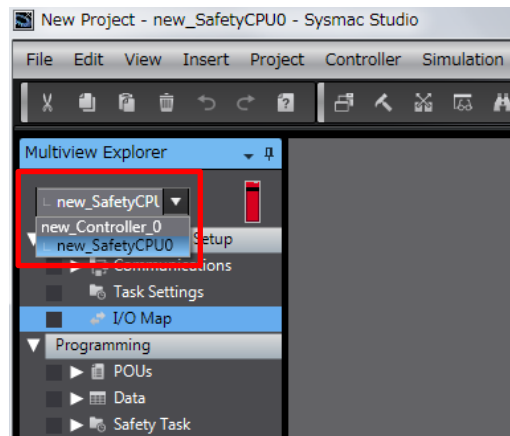 New Project - new_SafetyCPU0 - Sysmac Studio
File Edit View Insert Project Controller Simulation
Multiview Explorer
new_SafetyCPU
new_Controller_0
new_SafetyCPU0 Setup
Communications
Task Settings
I/O Map
Programming
POUs
Data
Safety Task